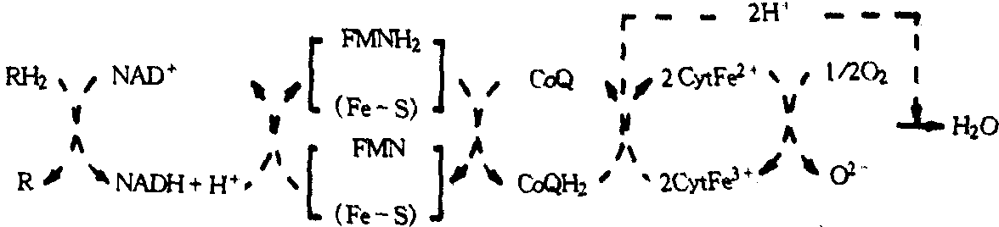 2H⁺
FMNH₂
RH₂ NAD⁺ CoQ 2CytFe²⁺ 1/2O₂
(Fe-S)
H₂O
FMN
R NADH + H⁺ CoQH₂ 2CytFe³⁺ O²⁻
(Fe-S)